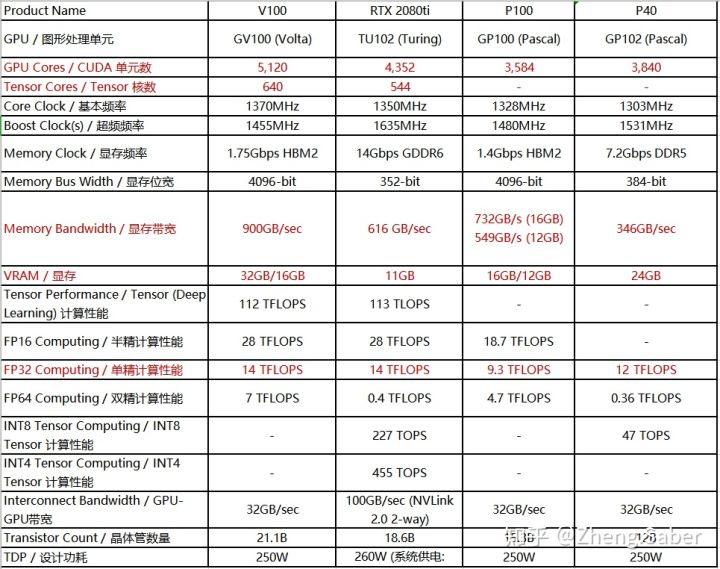 Product Name V100 RTX 2080ti P100 P40
GPU / 图形处理单元 GV100 (Volta) TU102 (Turing) GP100 (Pascal) GP102 (Pascal)
GPU Cores / CUDA 单元数 5,120 4,352 3,584 3,840
Tensor Cores / Tensor 核数 640 544 - -
Core Clock / 基本频率 1370MHz 1350MHz 1328MHz 1303MHz
Boost Clock(s) / 超频频率 1455MHz 1635MHz 1480MHz 1531MHz
Memory Clock / 显存频率 1.75Gbps HBM2 14Gbps GDDR6 1.4Gbps HBM2 7.2Gbps DDR5
Memory Bus Width / 显存位宽 4096-bit 352-bit 4096-bit 384-bit
Memory Bandwidth / 显存带宽 900GB/sec 616 GB/sec 732GB/s (16GB) 346GB/sec
549GB/s (12GB)
VRAM / 显存 32GB/16GB 11GB 16GB/12GB 24GB
Tensor Performance / Tensor (Deep
Learning) 计算性能 112 TFLOPS 113 TLOPS - -
FP16 Computing / 半精计算性能 28 TFLOPS 28 TFLOPS 18.7 TFLOPS -
FP32 Computing / 单精计算性能 14 TFLOPS 14 TFLOPS 9.3 TFLOPS 12 TFLOPS
FP64 Computing / 双精计算性能 7 TFLOPS 0.4 TFLOPS 4.7 TFLOPS 0.36 TFLOPS
INT8 Tensor Computing / INT8
Tensor 计算性能 - 227 TOPS - 47 TOPS
INT4 Tensor Computing / INT4
Tensor 计算性能 - 455 TOPS - -
Interconnect Bandwidth / GPU-
GPU带宽 32GB/sec 100GB/sec (NVLink
2.0 2-way) 32GB/sec 32GB/sec
Transistor Count / 晶体管数量 21.1B 18.6B
知乎 @Zheng Saber
TDP / 设计功耗 250W 260W (系统供电: 250W 250W